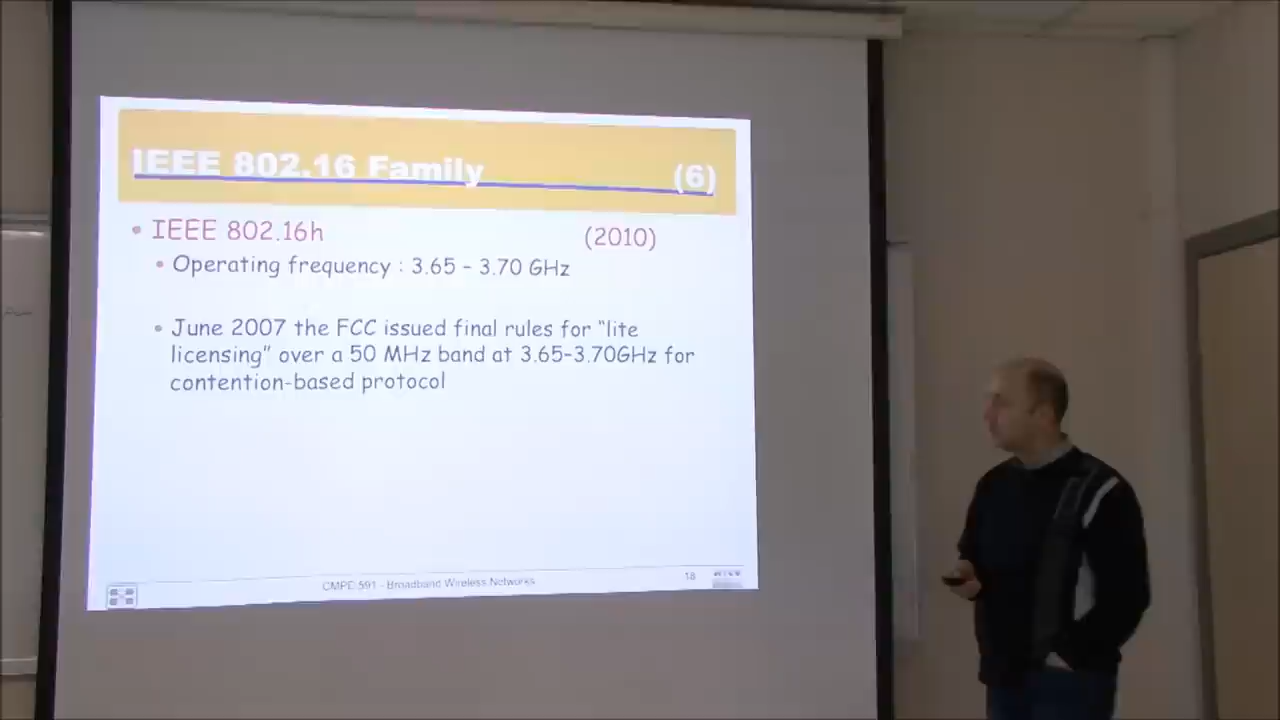 IEEE 802.16 Family (6)
• IEEE 802.16h (2010)
• Operating frequency : 3.65 – 3.70 GHz
• June 2007 the FCC issued final rules for “lite
licensing” over a 50 MHz band at 3.65–3.70GHz for
contention-based protocol
CMPE 591 - Broadband Wireless Networks 18